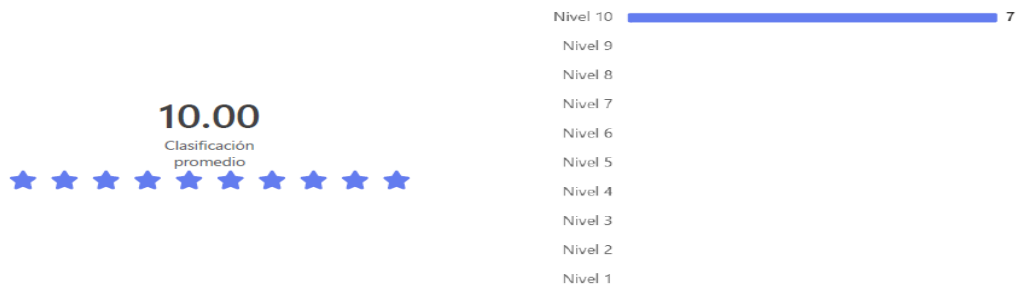 10.00
Clasificación
promedio
Nivel 10 7
Nivel 9
Nivel 8
Nivel 7
Nivel 6
Nivel 5
Nivel 4
Nivel 3
Nivel 2
Nivel 1